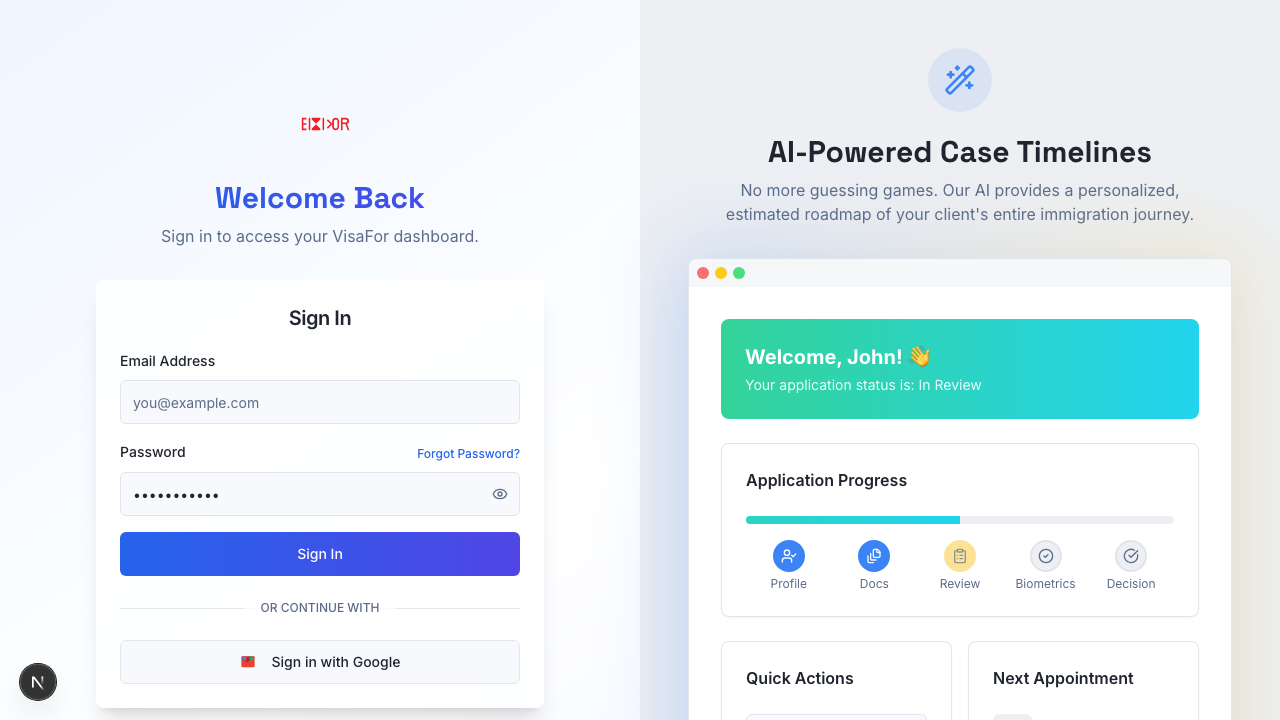 Welcome Back
Sign in to access your VisaFor dashboard.
Sign In
Email Address
you@example.com
Password
Forgot Password?
Sign In
OR CONTINUE WITH
Sign in with Google
N
AI-Powered Case Timelines
No more guessing games. Our AI provides a personalized,
estimated roadmap of your client's entire immigration journey.
Welcome, John! 👋
Your application status is: In Review
Application Progress
Profile
Docs
Review
Biometrics
Decision
Quick Actions
Next Appointment